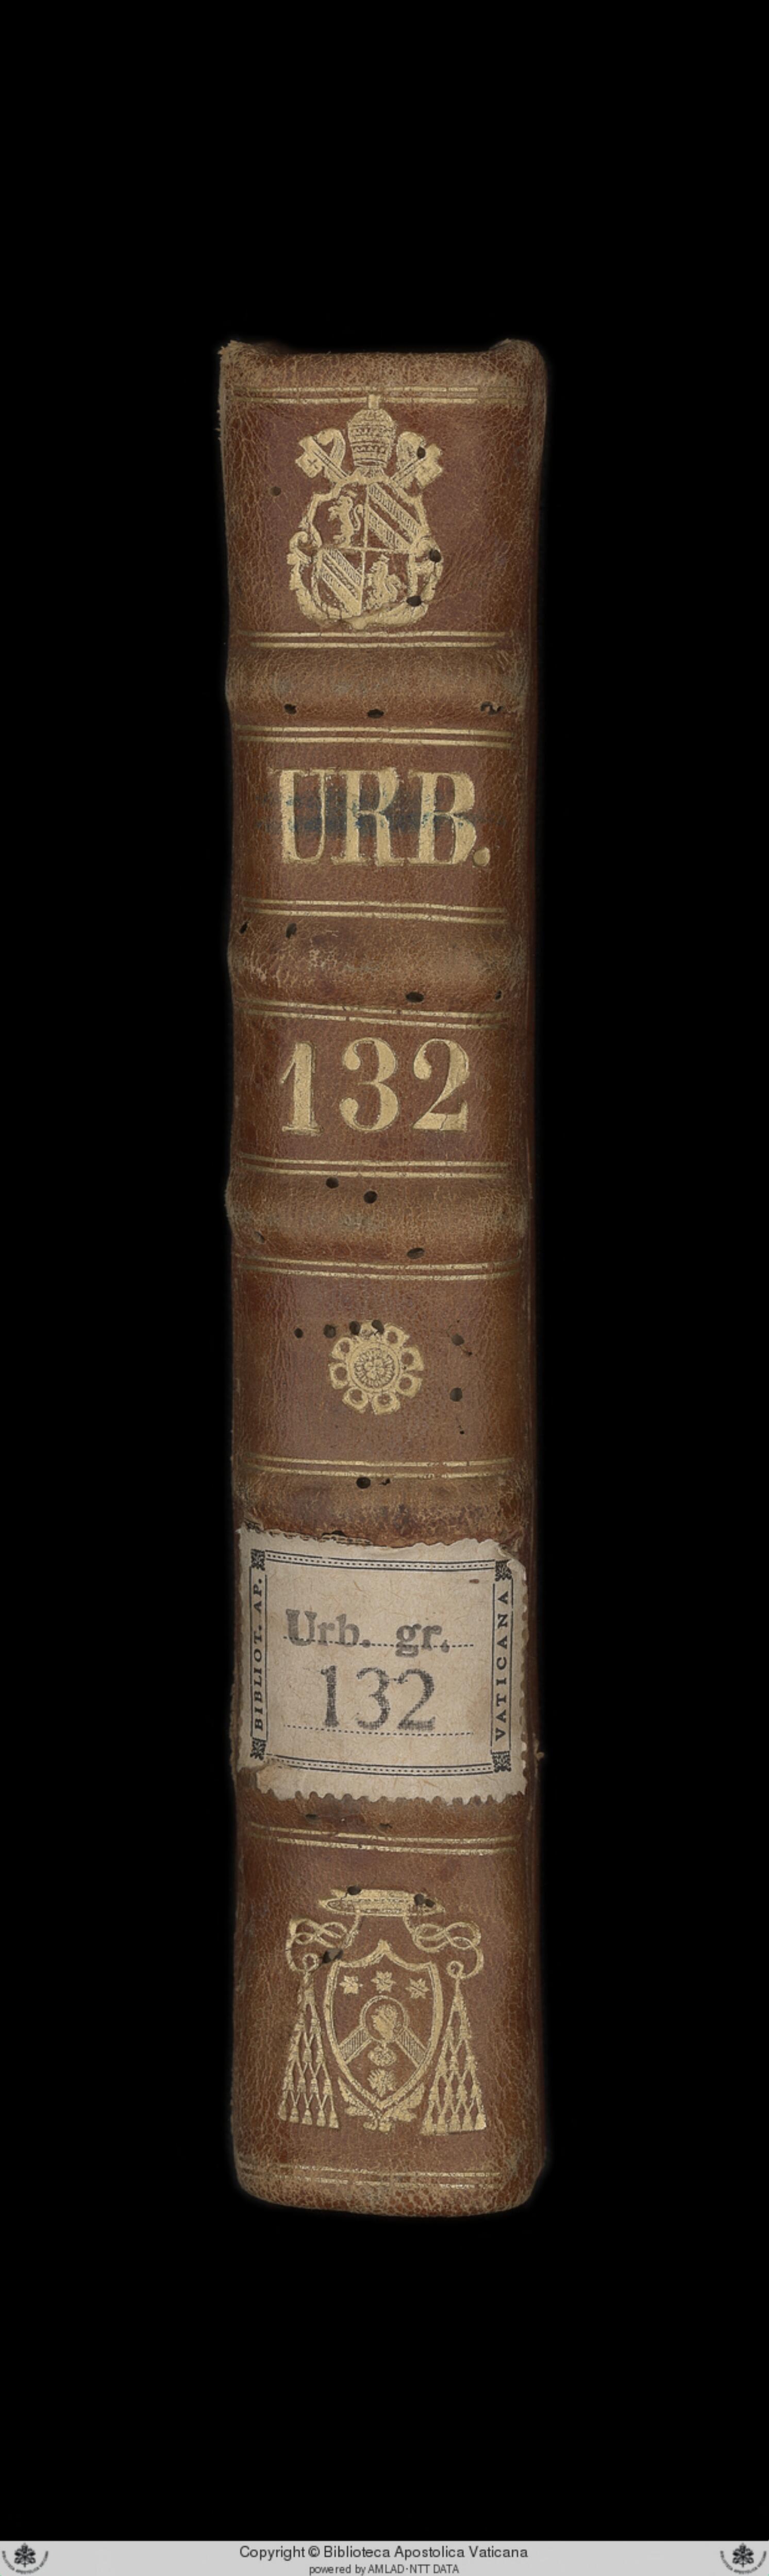 URB.
132
BIBLIOT. AP.
Urb. gr.
132
VATICANA
Copyright © Biblioteca Apostolica Vaticana
powered by AMLAD·NTT DATA